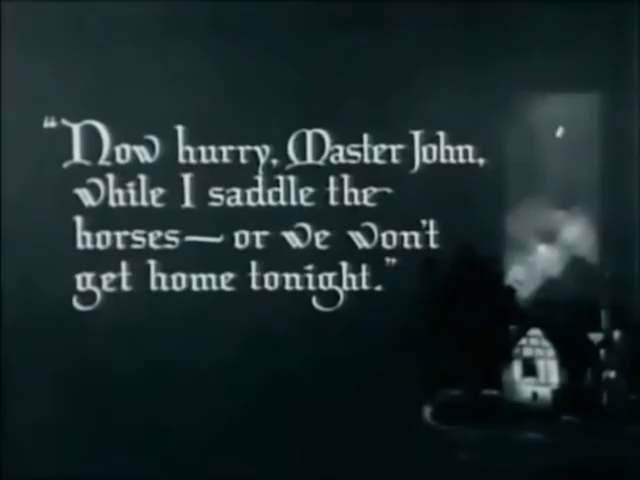 "Now hurry, Master John,
while I saddle the
horses—or we won't
get home tonight."